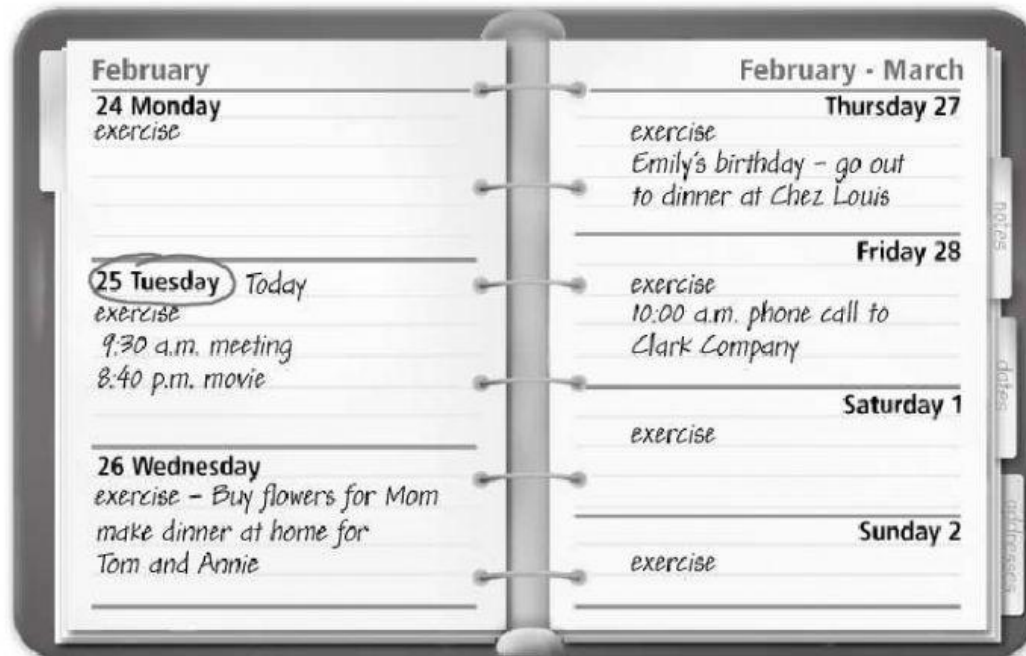 February
24 Monday
exercise
25 Tuesday Today
exercise
9:30 a.m. meeting
8:40 p.m. movie
26 Wednesday
exercise – Buy flowers for Mom
make dinner at home for
Tom and Annie
February - March
Thursday 27
exercise
Emily's birthday – go out
to dinner at Chez Louis
Friday 28
exercise
10:00 a.m. phone call to
Clark Company
Saturday 1
exercise
Sunday 2
exercise
notes
dates
addresses